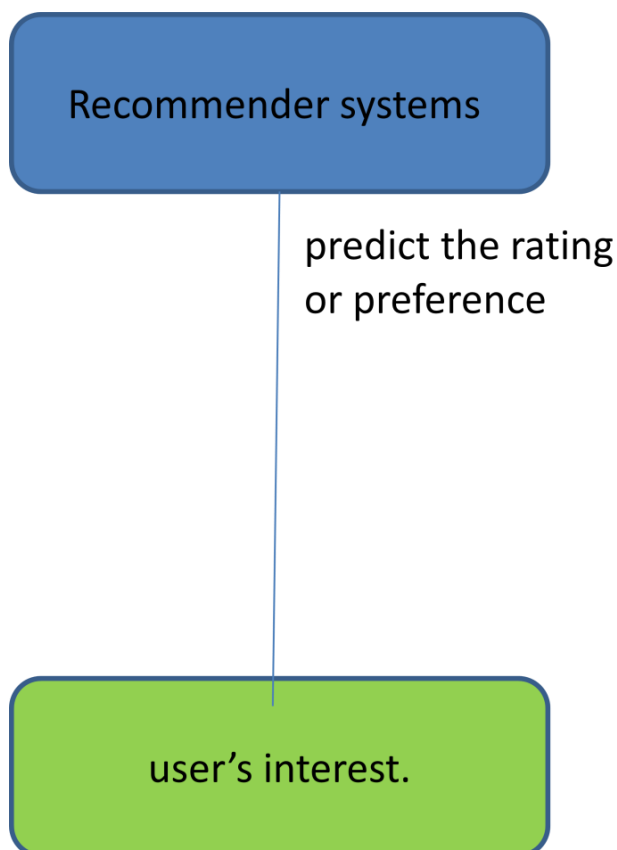 Recommender systems
predict the rating
or preference
user’s interest.